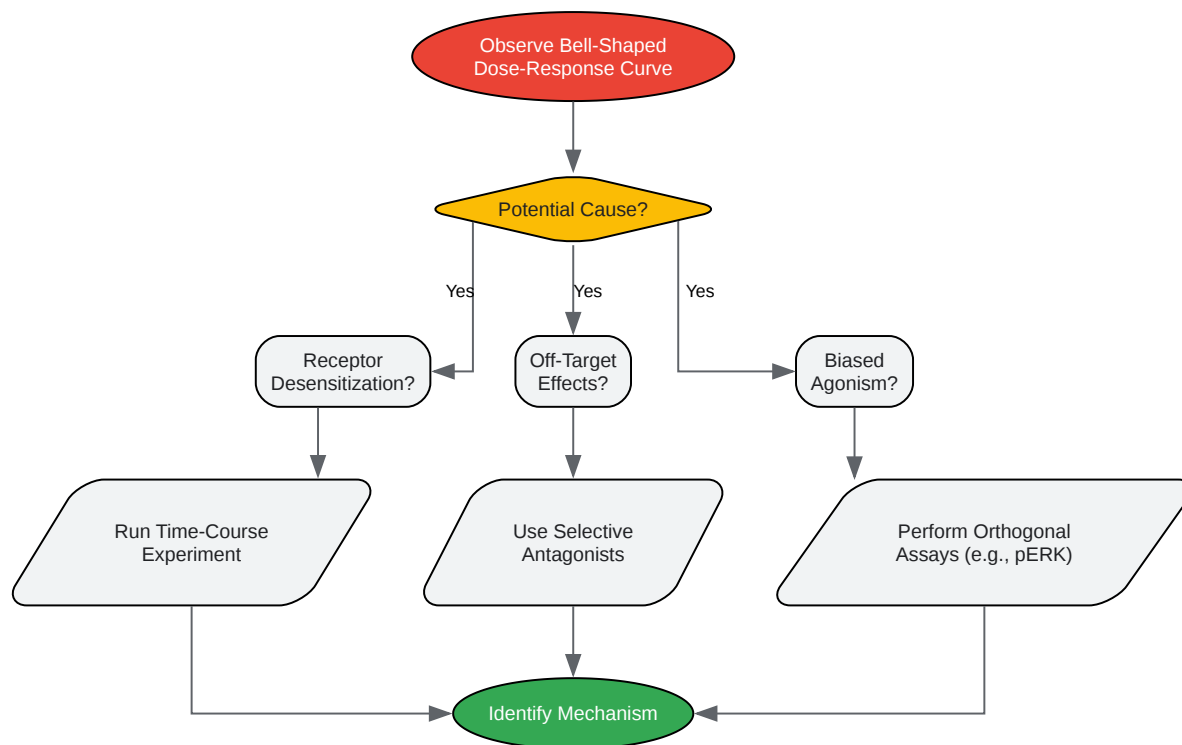 Observe Bell-Shaped
Dose-Response Curve
Potential Cause?
Yes
Yes
Yes
Receptor
Desensitization?
Off-Target
Effects?
Biased
Agonism?
Run Time-Course
Experiment
Use Selective
Antagonists
Perform Orthogonal
Assays (e.g., pERK)
Identify Mechanism